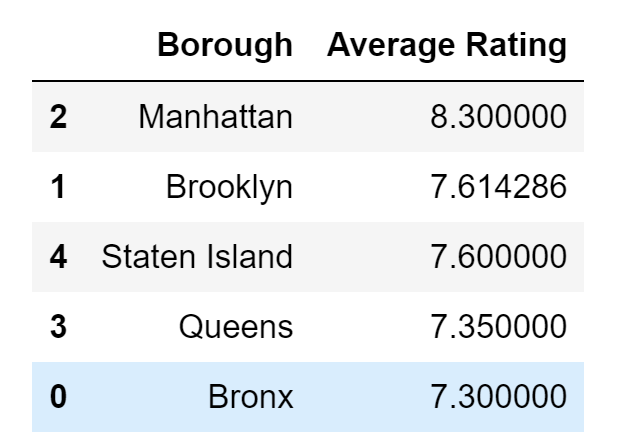 Borough Average Rating
2 Manhattan 8.300000
1 Brooklyn 7.614286
4 Staten Island 7.600000
3 Queens 7.350000
0 Bronx 7.300000